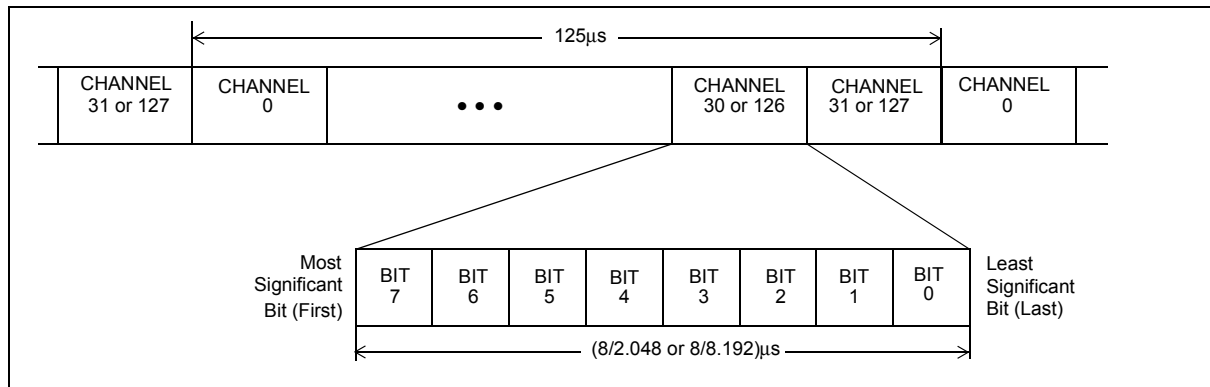 125μs
CHANNEL
31 or 127
CHANNEL
0
• • •
CHANNEL
30 or 126
CHANNEL
31 or 127
CHANNEL
0
Most
Significant
Bit (First)
BIT
7
BIT
6
BIT
5
BIT
4
BIT
3
BIT
2
BIT
1
BIT
0
Least
Significant
Bit (Last)
(8/2.048 or 8/8.192)μs